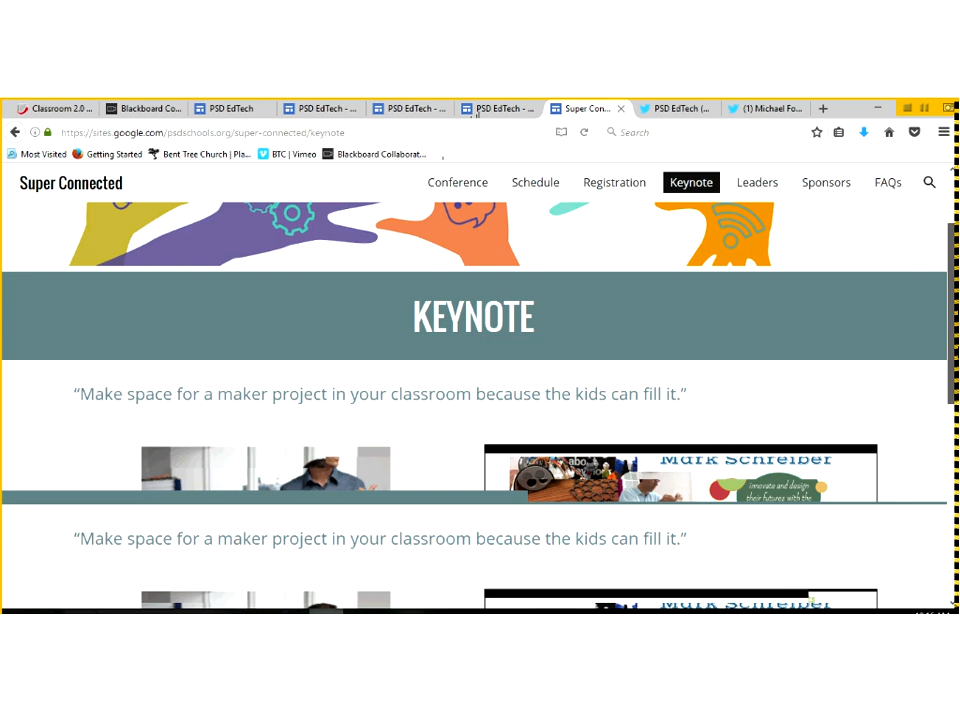 Classroom 2.0 ... Blackboard Co... PSD EdTech PSD EdTech - ... PSD EdTech - ... PSD EdTech - ... Super Con... PSD EdTech (... (1) Michael Fo...
https://sites.google.com/psdschools.org/super-connected/keynote Search
Most Visited Getting Started Bent Tree Church | Pla... BTC | Vimeo Blackboard Collaborat...
Super Connected Conference Schedule Registration Keynote Leaders Sponsors FAQs
KEYNOTE
“Make space for a maker project in your classroom because the kids can fill it.”
Mark Schreiber
innovate and design
their futures with the
“Make space for a maker project in your classroom because the kids can fill it.”
Mark Schreiber